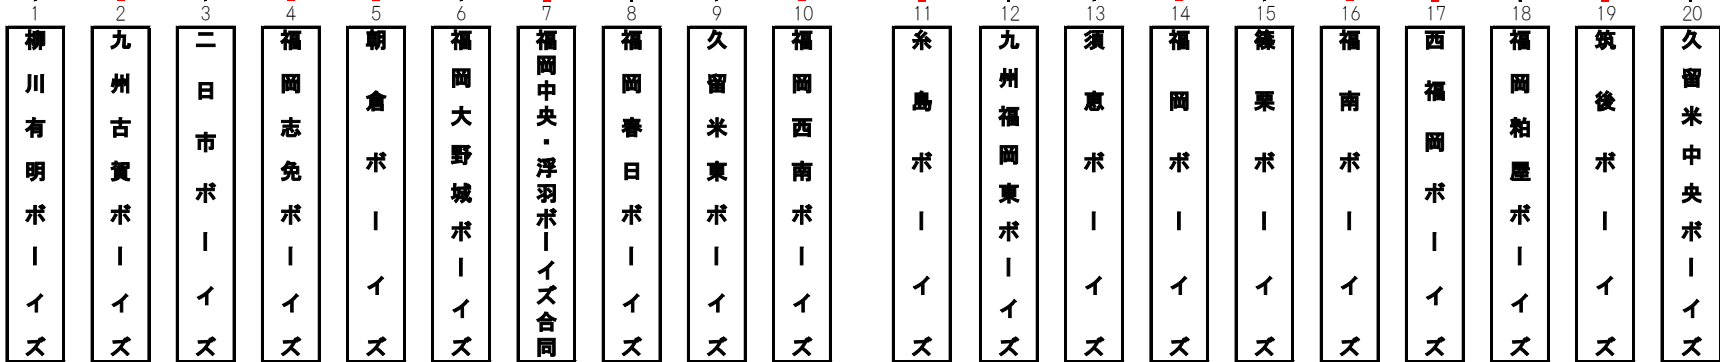 1
柳川有明ボーイズ
2
九州古賀ボーイズ
3
二日市ボーイズ
4
福岡志免ボーイズ
5
朝倉ボーイズ
6
福岡大野城ボーイズ
7
福岡中央・浮羽ボーイズ合同
8
福岡春日ボーイズ
9
久留米東ボーイズ
10
福岡西南ボーイズ
11
糸島ボーイズ
12
九州福岡東ボーイズ
13
須恵ボーイズ
14
福岡ボーイズ
15
篠栗ボーイズ
16
福南ボーイズ
17
西福岡ボーイズ
18
福岡粕屋ボーイズ
19
筑後ボーイズ
20
久留米中央ボーイズ